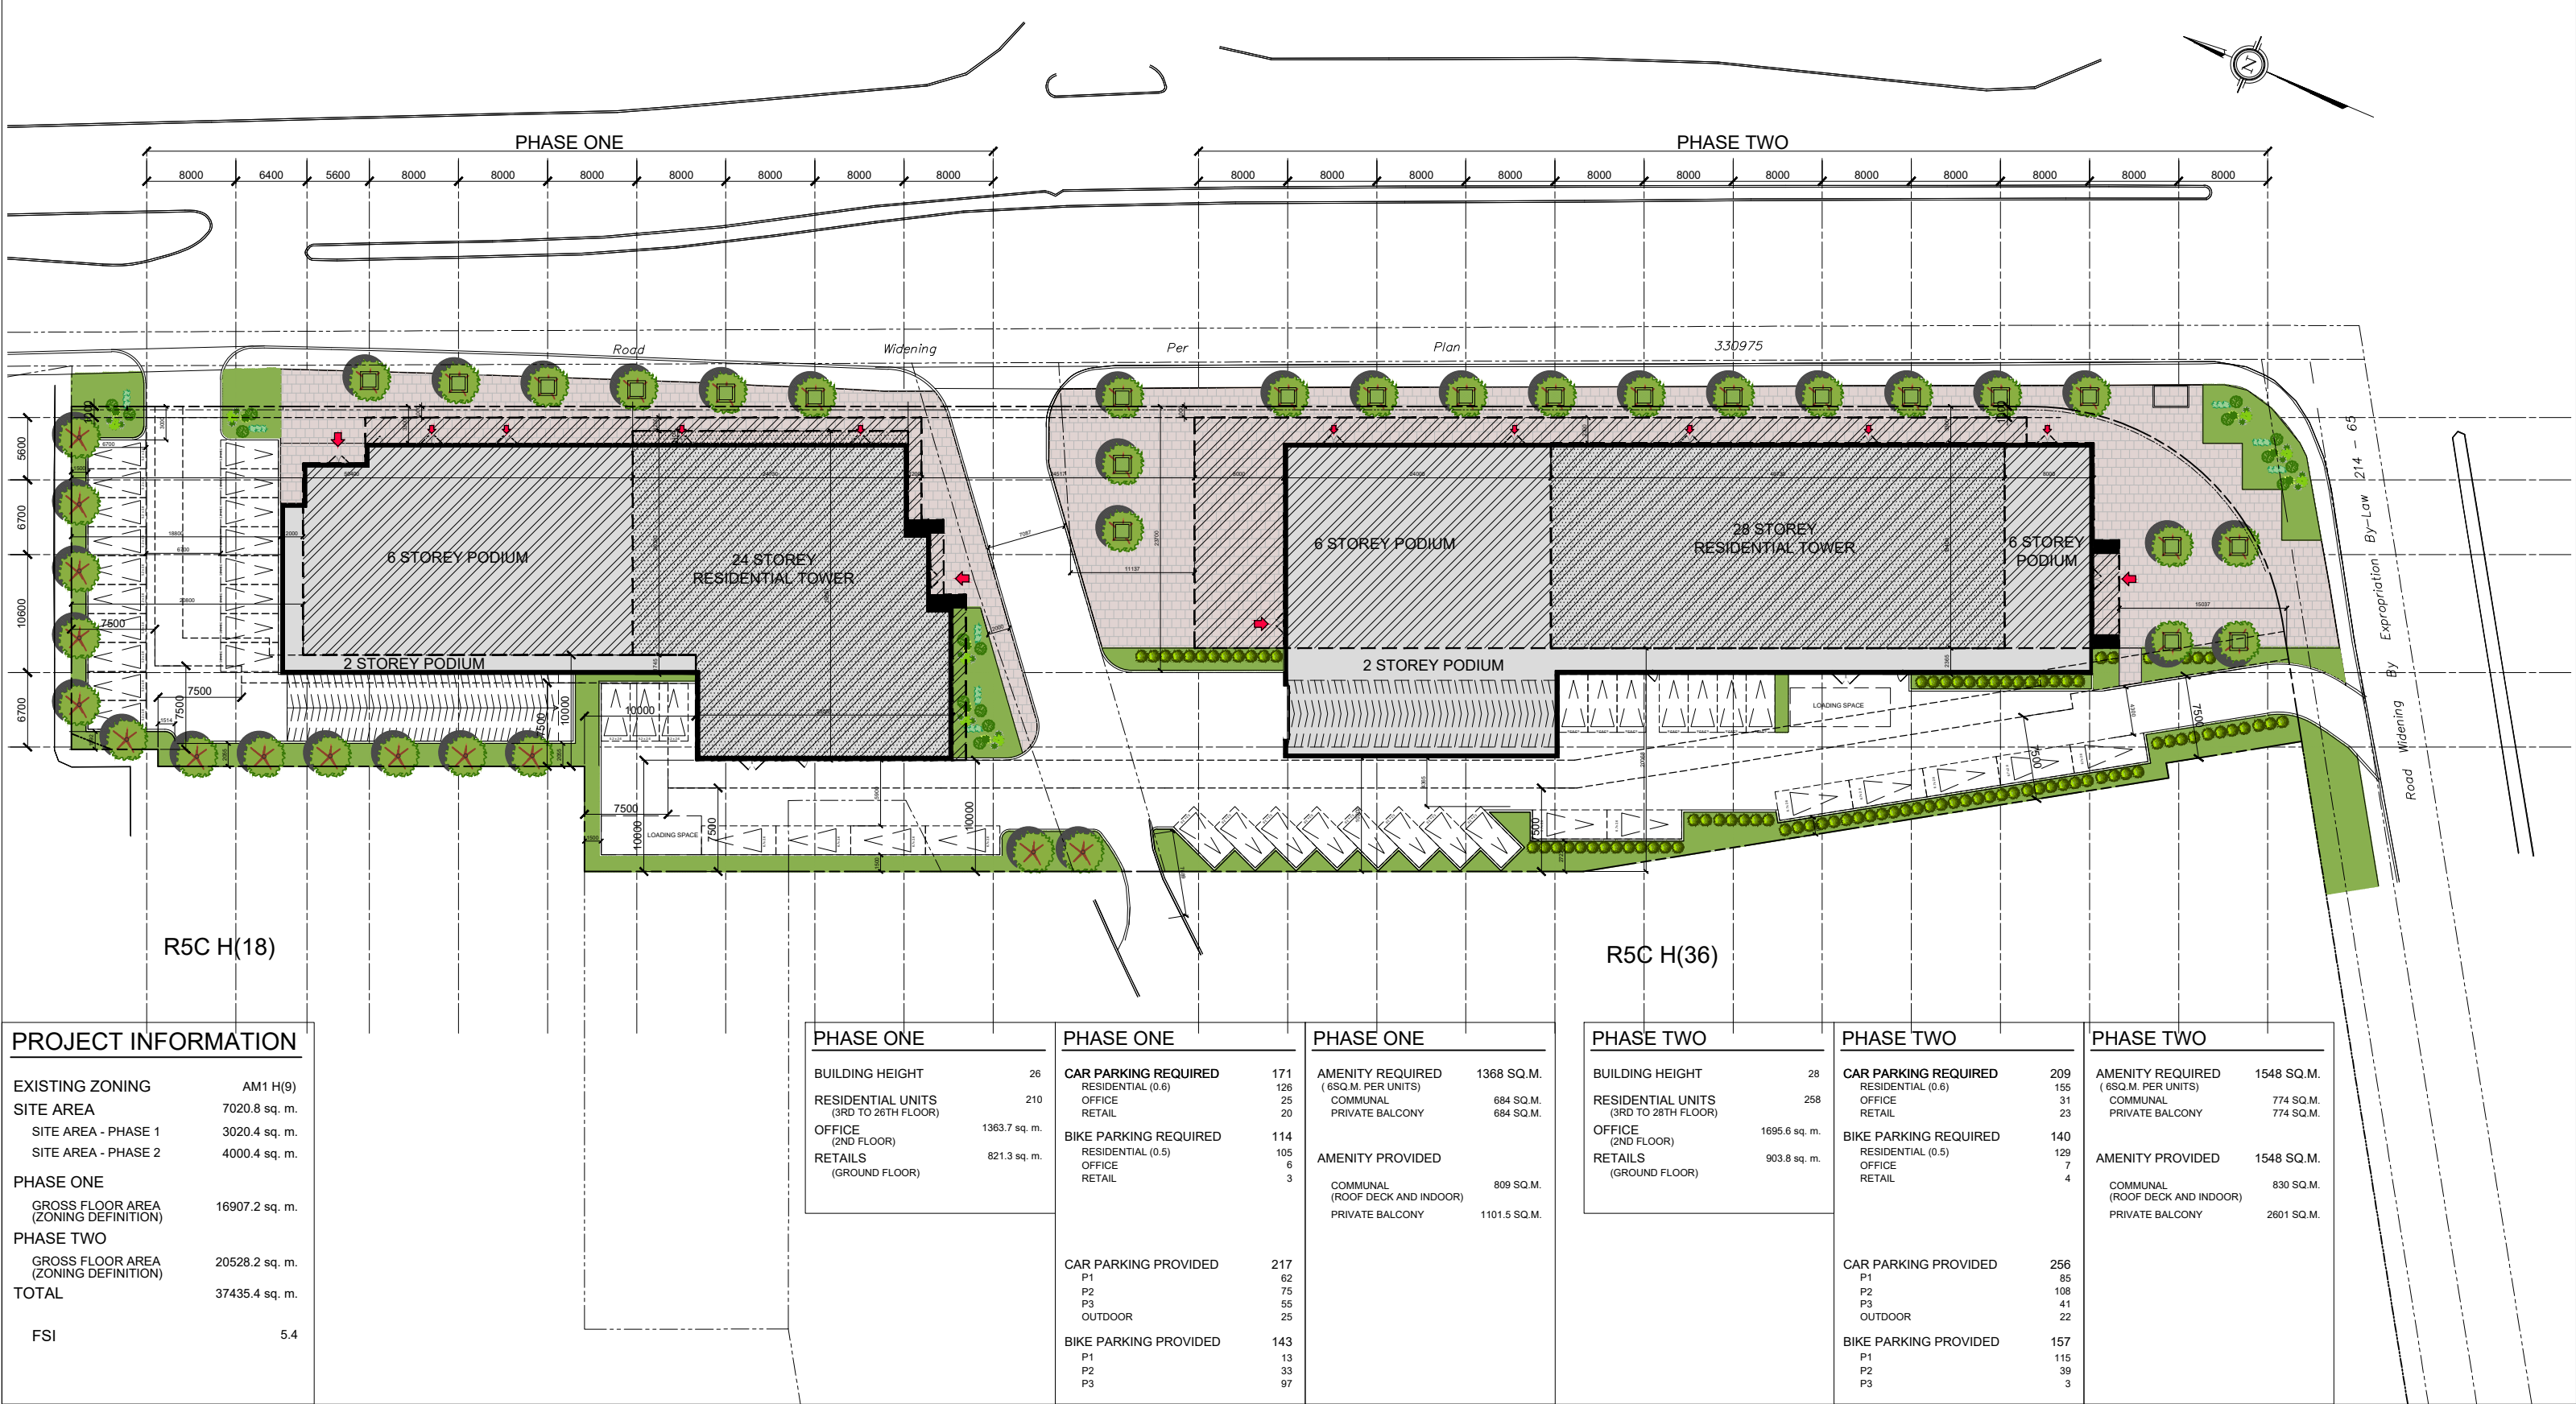 N
PHASE ONE
PHASE TWO
8000 6400 5600 8000 8000 8000 8000 8000 8000 8000
8000 8000 8000 8000 8000 8000 8000 8000 8000 8000 8000 8000
Road Widening Per Plan 330975
Road Widening By Expropriation By-Law 214 - 65
5600
6700
10600
6700
6 STOREY PODIUM
24 STOREY
RESIDENTIAL TOWER
2 STOREY PODIUM
6 STOREY PODIUM
28 STOREY
RESIDENTIAL TOWER
6 STOREY
PODIUM
2 STOREY PODIUM
11137
15037
7500
7500
7500
7500
10000
10000
7500
10000
7500
10000
LOADING SPACE
LOADING SPACE
7500
7500
7500
R5C H(18)
R5C H(36)
PROJECT INFORMATION
EXISTING ZONING AM1 H(9)
SITE AREA 7020.8 sq. m.
SITE AREA - PHASE 1 3020.4 sq. m.
SITE AREA - PHASE 2 4000.4 sq. m.
PHASE ONE
GROSS FLOOR AREA 16907.2 sq. m.
(ZONING DEFINITION)
PHASE TWO
GROSS FLOOR AREA 20528.2 sq. m.
(ZONING DEFINITION)
TOTAL 37435.4 sq. m.
FSI 5.4
PHASE ONE
BUILDING HEIGHT 26
RESIDENTIAL UNITS 210
(3RD TO 26TH FLOOR)
OFFICE 1363.7 sq. m.
(2ND FLOOR)
RETAILS 821.3 sq. m.
(GROUND FLOOR)
PHASE ONE
CAR PARKING REQUIRED 171
RESIDENTIAL (0.6) 126
OFFICE 25
RETAIL 20
BIKE PARKING REQUIRED 114
RESIDENTIAL (0.5) 105
OFFICE 6
RETAIL 3
CAR PARKING PROVIDED 217
P1 62
P2 75
P3 55
OUTDOOR 25
BIKE PARKING PROVIDED 143
P1 13
P2 33
P3 97
PHASE ONE
AMENITY REQUIRED 1368 SQ.M.
( 6SQ.M. PER UNITS)
COMMUNAL 684 SQ.M.
PRIVATE BALCONY 684 SQ.M.
AMENITY PROVIDED
COMMUNAL 809 SQ.M.
(ROOF DECK AND INDOOR)
PRIVATE BALCONY 1101.5 SQ.M.
PHASE TWO
BUILDING HEIGHT 28
RESIDENTIAL UNITS 258
(3RD TO 28TH FLOOR)
OFFICE 1695.6 sq. m.
(2ND FLOOR)
RETAILS 903.8 sq. m.
(GROUND FLOOR)
PHASE TWO
CAR PARKING REQUIRED 209
RESIDENTIAL (0.6) 155
OFFICE 31
RETAIL 23
BIKE PARKING REQUIRED 140
RESIDENTIAL (0.5) 129
OFFICE 7
RETAIL 4
CAR PARKING PROVIDED 256
P1 85
P2 108
P3 41
OUTDOOR 22
BIKE PARKING PROVIDED 157
P1 115
P2 39
P3 3
PHASE TWO
AMENITY REQUIRED 1548 SQ.M.
( 6SQ.M. PER UNITS)
COMMUNAL 774 SQ.M.
PRIVATE BALCONY 774 SQ.M.
AMENITY PROVIDED 1548 SQ.M.
COMMUNAL 830 SQ.M.
(ROOF DECK AND INDOOR)
PRIVATE BALCONY 2601 SQ.M.